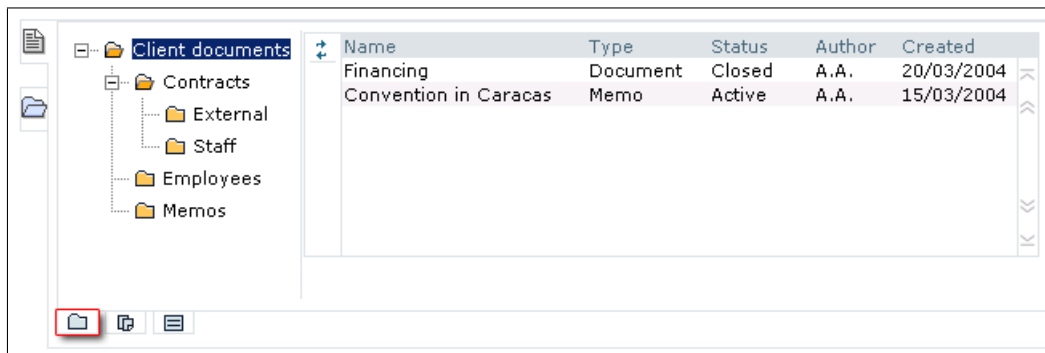 Client documents
Contracts
External
Staff
Employees
Memos
Name Type Status Author Created
Financing Document Closed A.A. 20/03/2004
Convention in Caracas Memo Active A.A. 15/03/2004